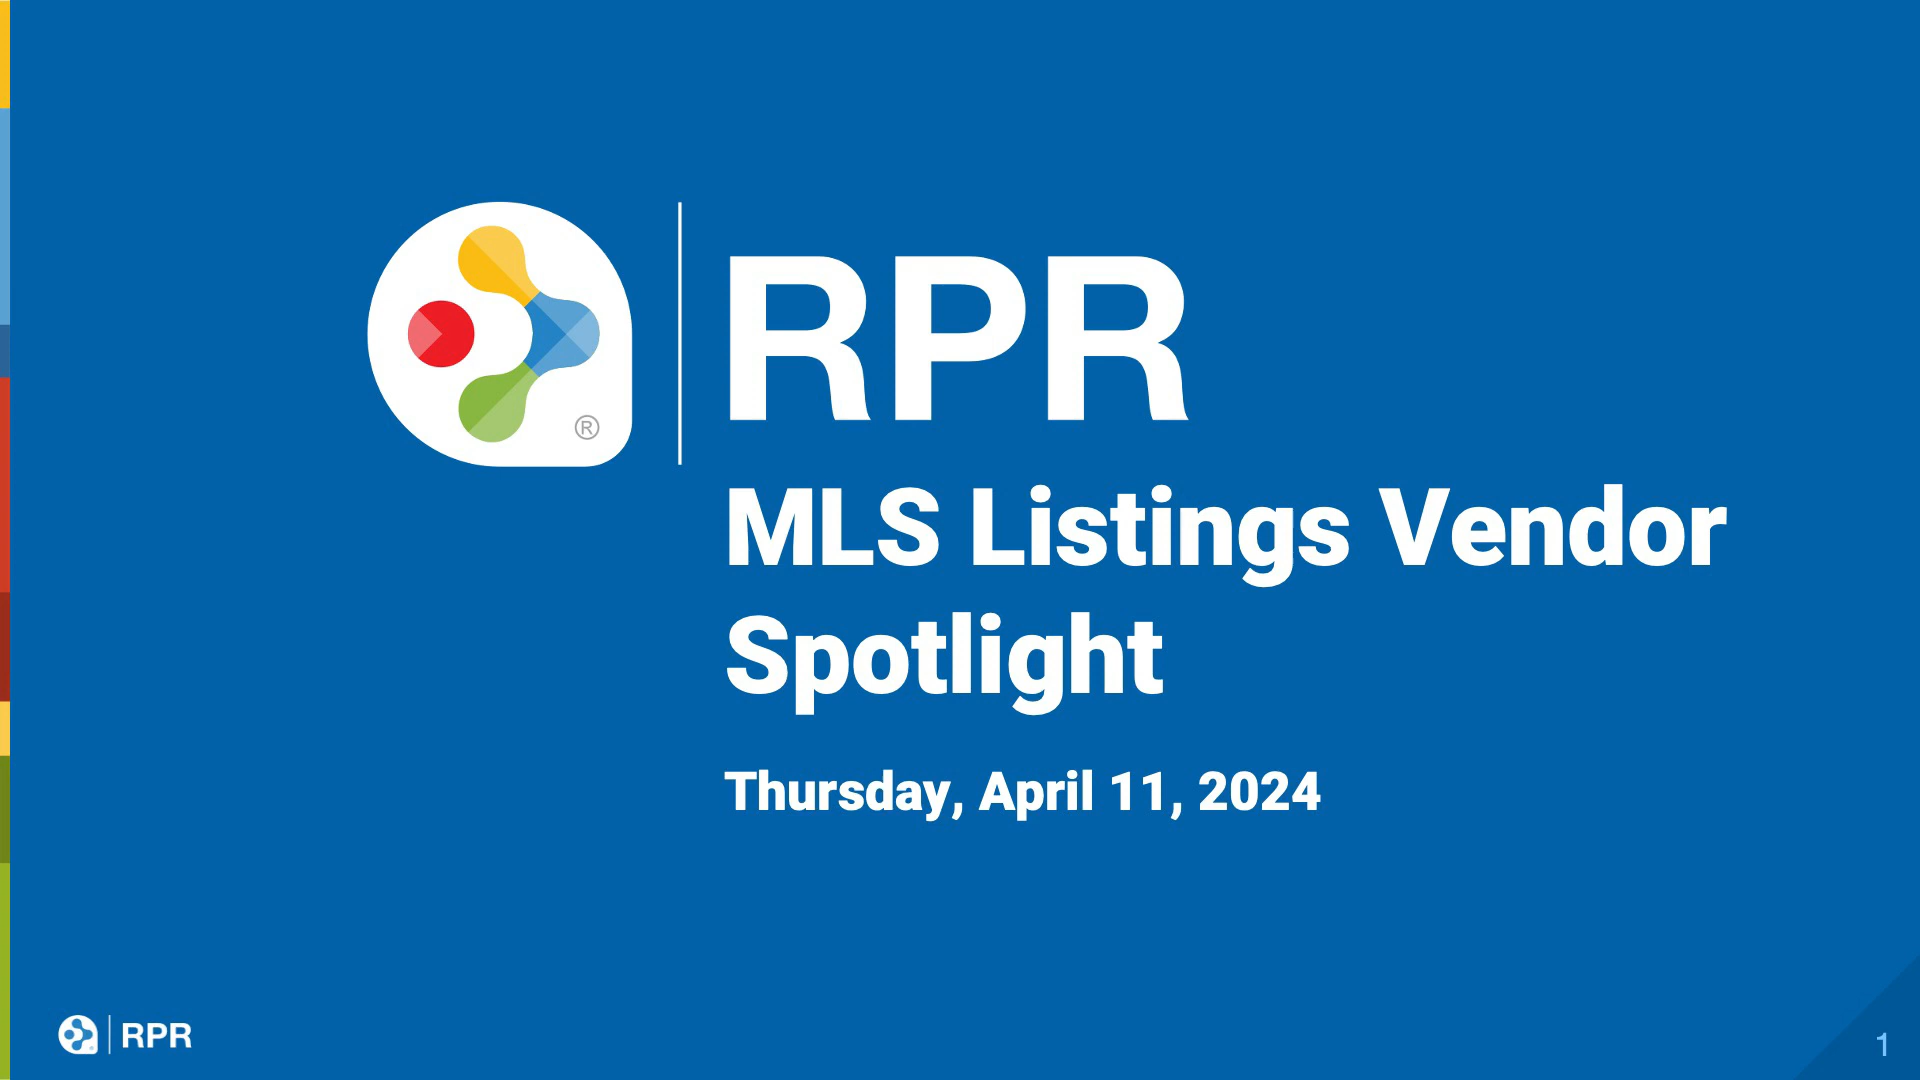 RPR
®
MLS Listings Vendor
Spotlight
Thursday, April 11, 2024
RPR
1